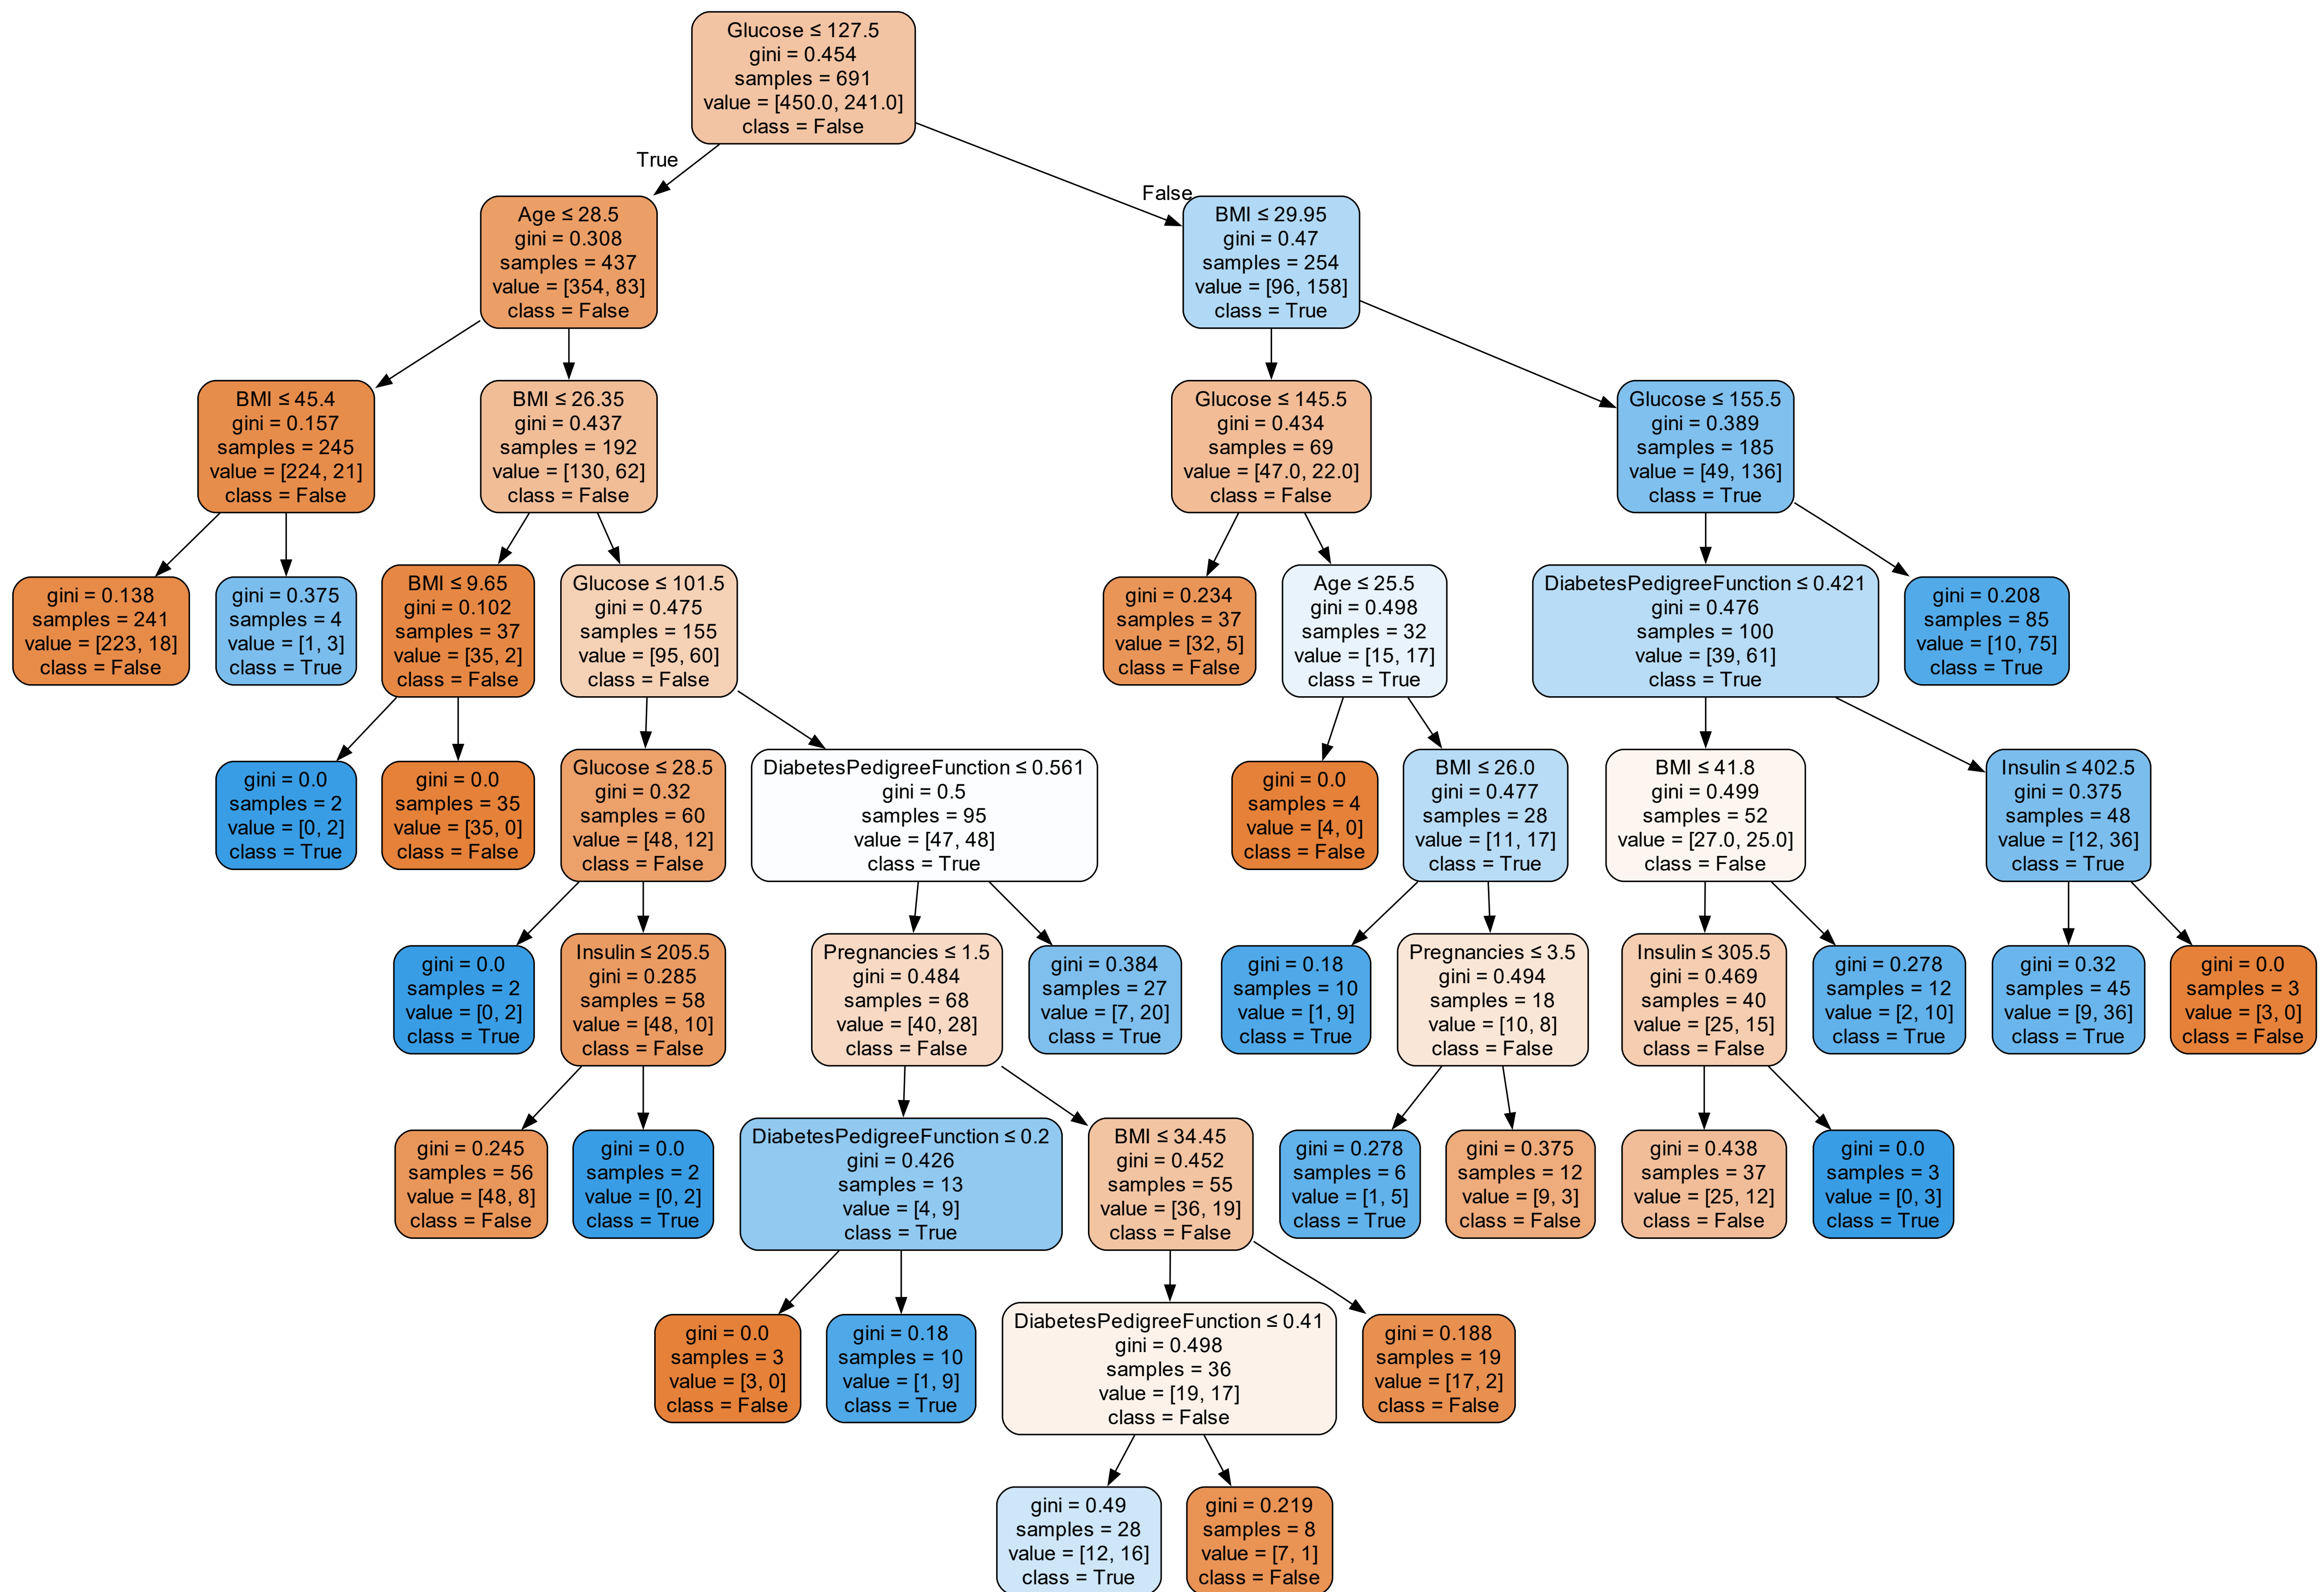 Glucose ≤ 127.5
gini = 0.454
samples = 691
value = [450.0, 241.0]
class = False
True
False
Age ≤ 28.5
gini = 0.308
samples = 437
value = [354, 83]
class = False
BMI ≤ 29.95
gini = 0.47
samples = 254
value = [96, 158]
class = True
BMI ≤ 45.4
gini = 0.157
samples = 245
value = [224, 21]
class = False
BMI ≤ 26.35
gini = 0.437
samples = 192
value = [130, 62]
class = False
Glucose ≤ 145.5
gini = 0.434
samples = 69
value = [47.0, 22.0]
class = False
Glucose ≤ 155.5
gini = 0.389
samples = 185
value = [49, 136]
class = True
gini = 0.138
samples = 241
value = [223, 18]
class = False
gini = 0.375
samples = 4
value = [1, 3]
class = True
BMI ≤ 9.65
gini = 0.102
samples = 37
value = [35, 2]
class = False
Glucose ≤ 101.5
gini = 0.475
samples = 155
value = [95, 60]
class = False
gini = 0.234
samples = 37
value = [32, 5]
class = False
Age ≤ 25.5
gini = 0.498
samples = 32
value = [15, 17]
class = True
DiabetesPedigreeFunction ≤ 0.421
gini = 0.476
samples = 100
value = [39, 61]
class = True
gini = 0.208
samples = 85
value = [10, 75]
class = True
gini = 0.0
samples = 2
value = [0, 2]
class = True
gini = 0.0
samples = 35
value = [35, 0]
class = False
Glucose ≤ 28.5
gini = 0.32
samples = 60
value = [48, 12]
class = False
DiabetesPedigreeFunction ≤ 0.561
gini = 0.5
samples = 95
value = [47, 48]
class = True
gini = 0.0
samples = 4
value = [4, 0]
class = False
BMI ≤ 26.0
gini = 0.477
samples = 28
value = [11, 17]
class = True
BMI ≤ 41.8
gini = 0.499
samples = 52
value = [27.0, 25.0]
class = False
Insulin ≤ 402.5
gini = 0.375
samples = 48
value = [12, 36]
class = True
gini = 0.0
samples = 2
value = [0, 2]
class = True
Insulin ≤ 205.5
gini = 0.285
samples = 58
value = [48, 10]
class = False
Pregnancies ≤ 1.5
gini = 0.484
samples = 68
value = [40, 28]
class = False
gini = 0.384
samples = 27
value = [7, 20]
class = True
gini = 0.18
samples = 10
value = [1, 9]
class = True
Pregnancies ≤ 3.5
gini = 0.494
samples = 18
value = [10, 8]
class = False
Insulin ≤ 305.5
gini = 0.469
samples = 40
value = [25, 15]
class = False
gini = 0.278
samples = 12
value = [2, 10]
class = True
gini = 0.32
samples = 45
value = [9, 36]
class = True
gini = 0.0
samples = 3
value = [3, 0]
class = False
gini = 0.245
samples = 56
value = [48, 8]
class = False
gini = 0.0
samples = 2
value = [0, 2]
class = True
DiabetesPedigreeFunction ≤ 0.2
gini = 0.426
samples = 13
value = [4, 9]
class = True
BMI ≤ 34.45
gini = 0.452
samples = 55
value = [36, 19]
class = False
gini = 0.278
samples = 6
value = [1, 5]
class = True
gini = 0.375
samples = 12
value = [9, 3]
class = False
gini = 0.438
samples = 37
value = [25, 12]
class = False
gini = 0.0
samples = 3
value = [0, 3]
class = True
gini = 0.0
samples = 3
value = [3, 0]
class = False
gini = 0.18
samples = 10
value = [1, 9]
class = True
DiabetesPedigreeFunction ≤ 0.41
gini = 0.498
samples = 36
value = [19, 17]
class = False
gini = 0.188
samples = 19
value = [17, 2]
class = False
gini = 0.49
samples = 28
value = [12, 16]
class = True
gini = 0.219
samples = 8
value = [7, 1]
class = False